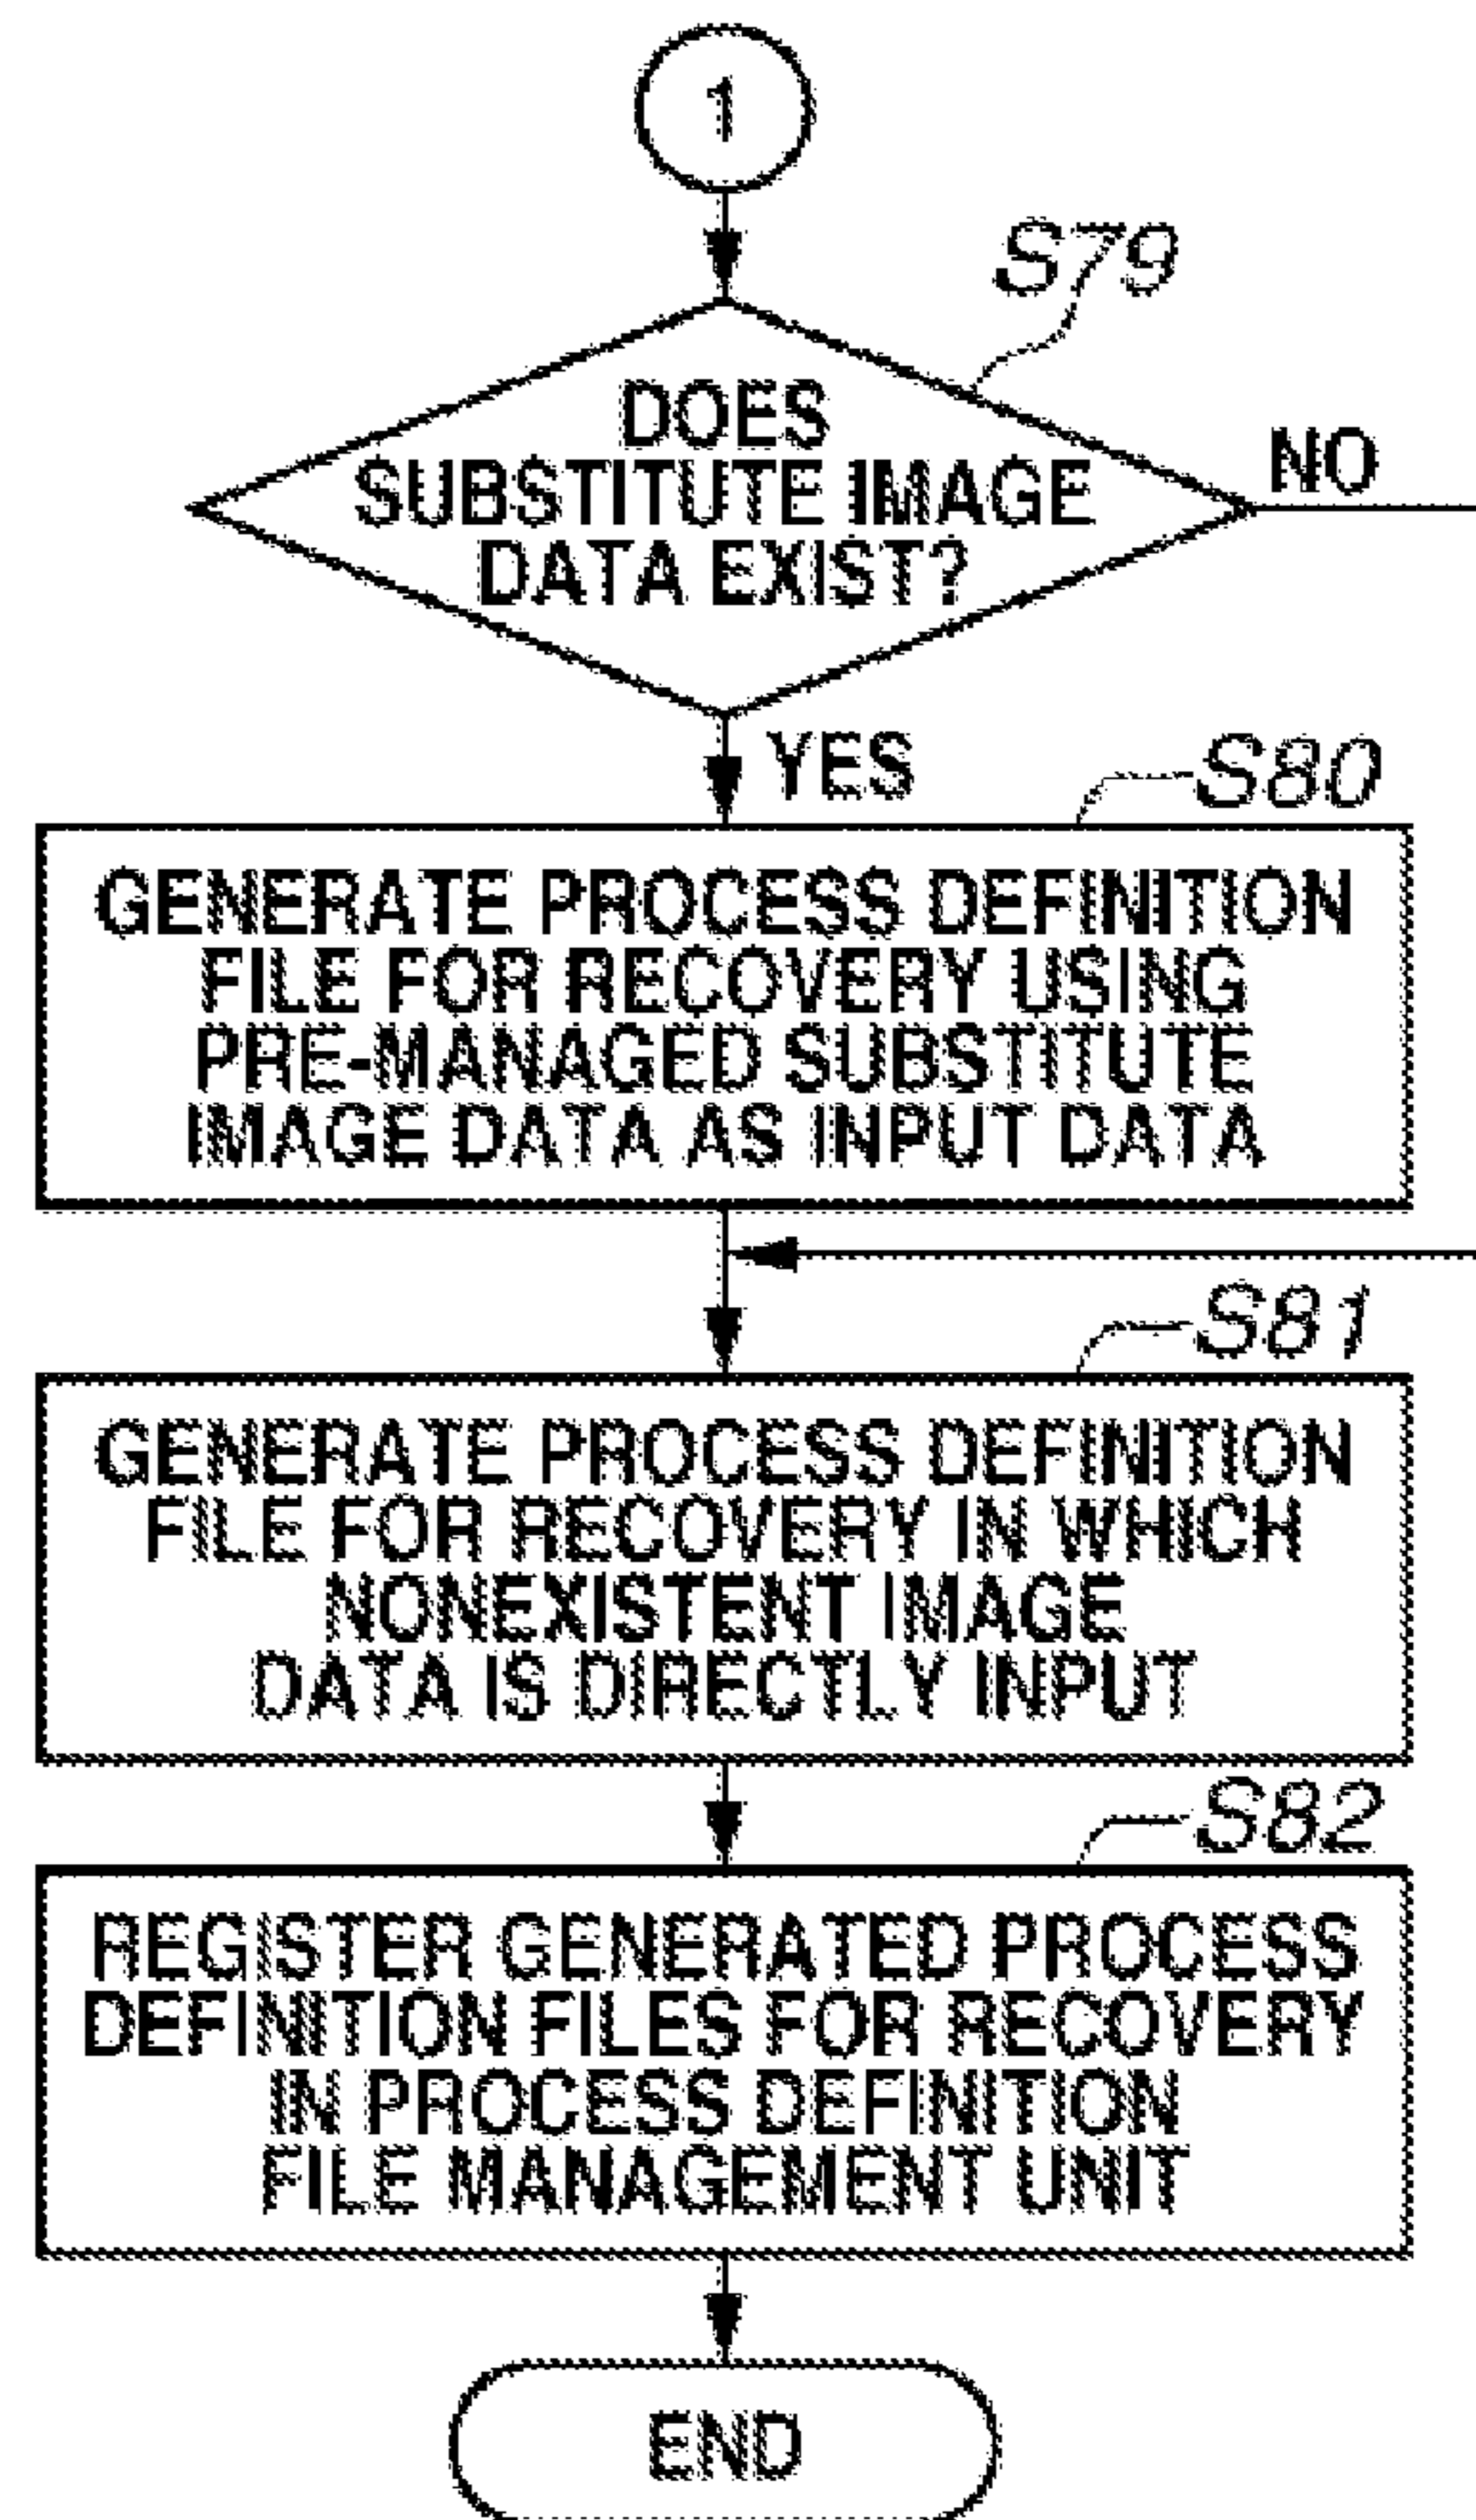 1
S79
DOES
SUBSTITUTE IMAGE
DATA EXIST?
NO
YES
S80
GENERATE PROCESS DEFINITION
FILE FOR RECOVERY USING
PRE-MANAGED SUBSTITUTE
IMAGE DATA AS INPUT DATA
S81
GENERATE PROCESS DEFINITION
FILE FOR RECOVERY IN WHICH
NONEXISTENT IMAGE
DATA IS DIRECTLY INPUT
S82
REGISTER GENERATED PROCESS
DEFINITION FILES FOR RECOVERY
IN PROCESS DEFINITION
FILE MANAGEMENT UNIT
END